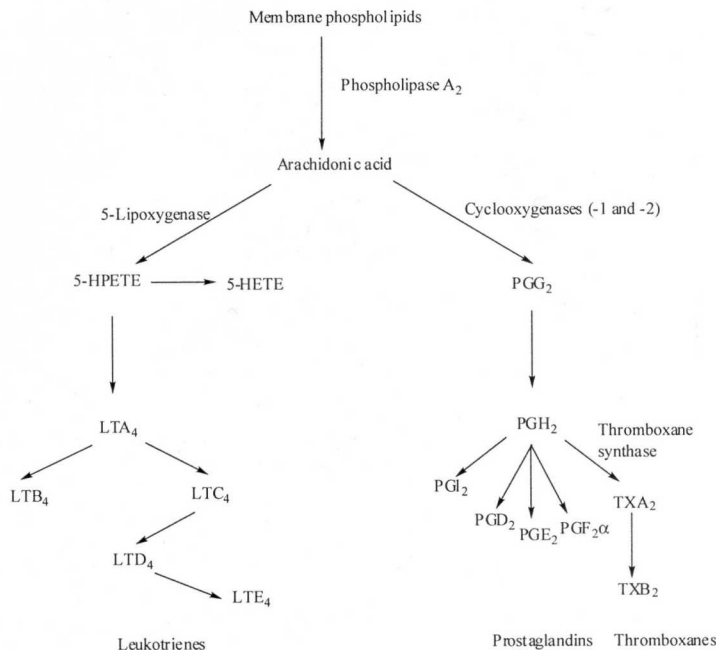 Membrane phospholipids
Phospholipase A₂
Arachidonic acid
5-Lipoxygenase
Cyclooxygenases (-1 and -2)
5-HPETE
5-HETE
PGG₂
LTA₄
PGH₂
Thromboxane
synthase
LTB₄
LTC₄
PGI₂
PGD₂
PGE₂
PGF₂α
TXA₂
LTD₄
LTE₄
TXB₂
Leukotrienes
Prostaglandins
Thromboxanes